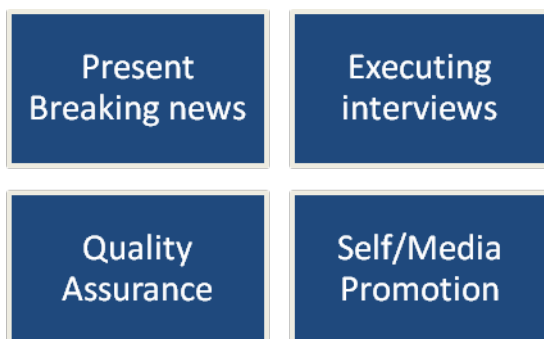 Present
Breaking news
Executing
interviews
Quality
Assurance
Self/Media
Promotion